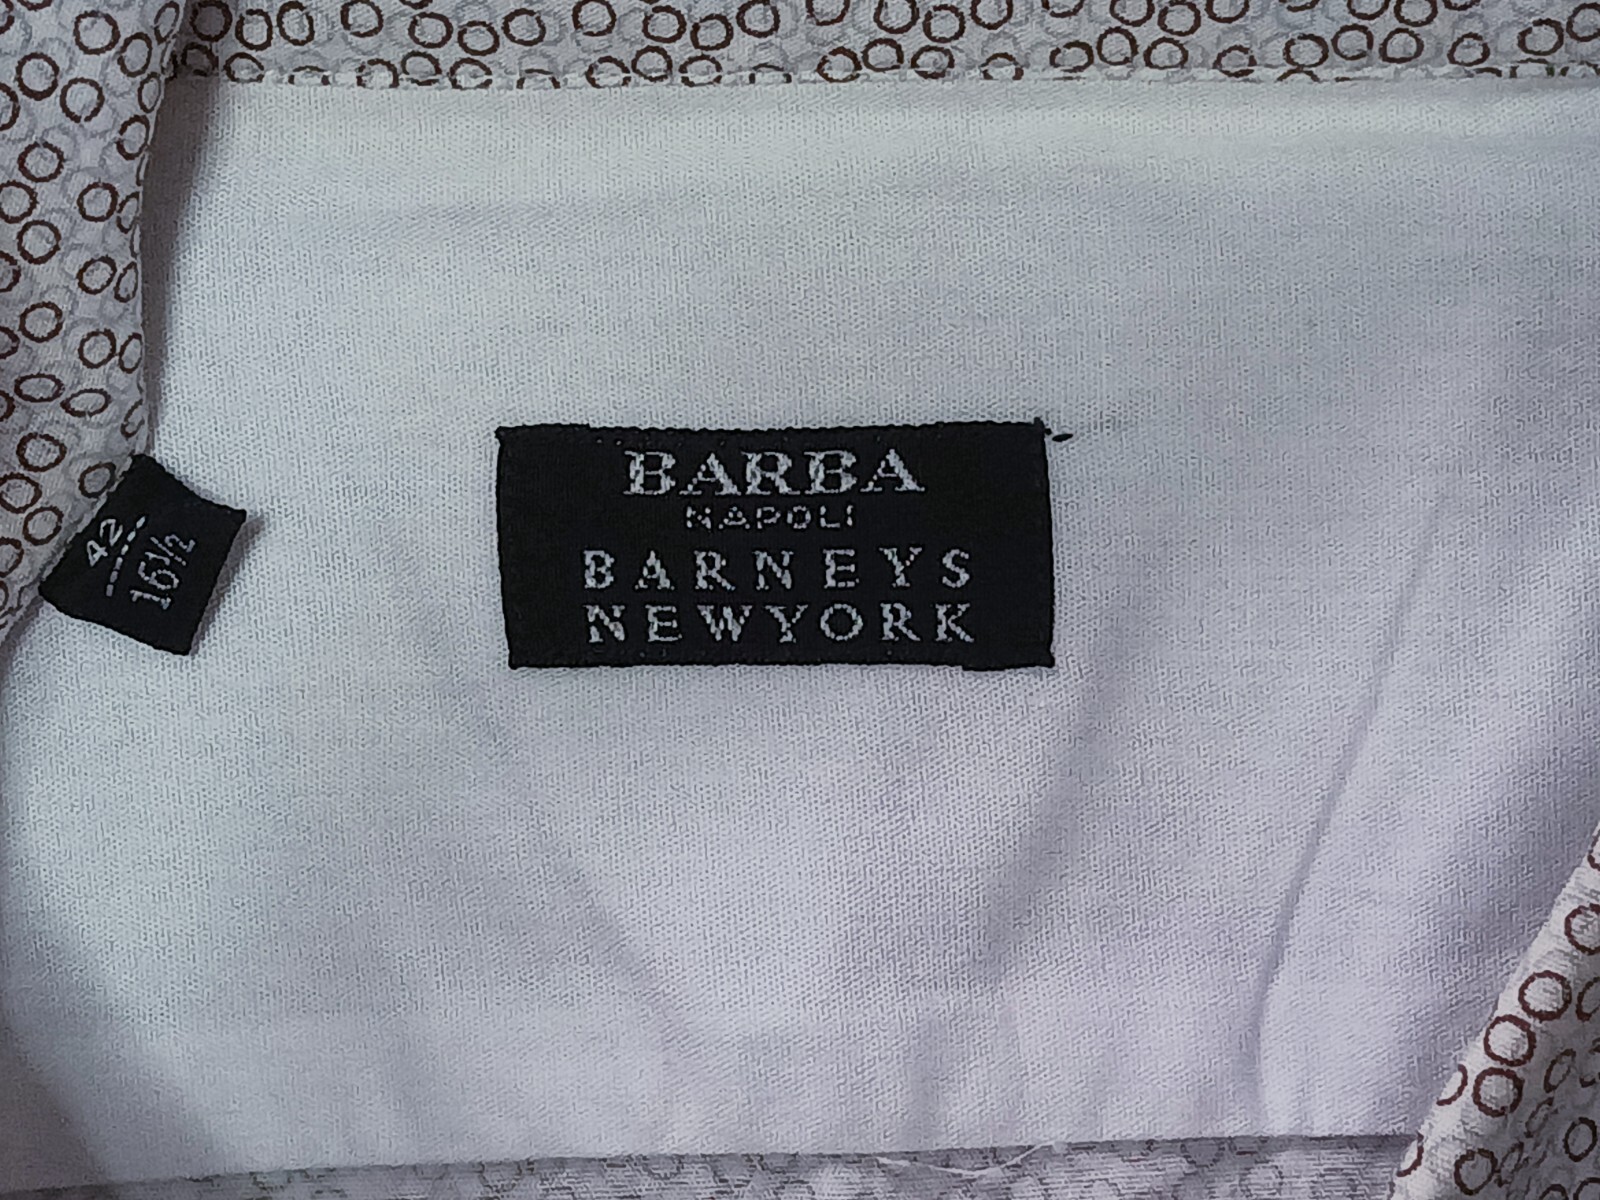 BARBA
NAPOLI
BARNEYS
NEWYORK
42
16½